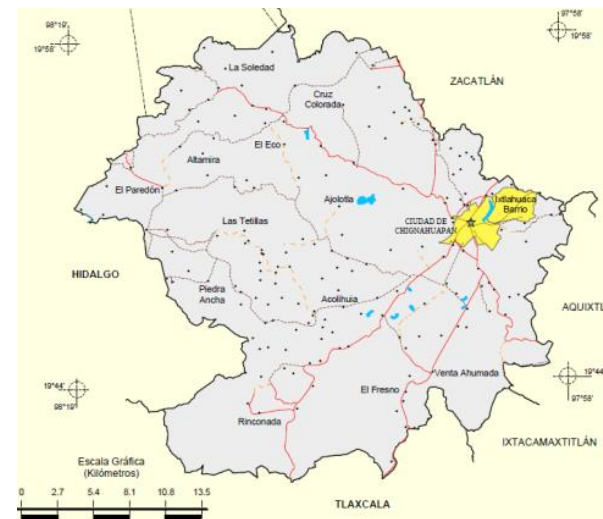 98°19'
19°58'
97°58'
19°58'
ZACATLÁN
La Soledad
Cruz
Colorada
El Eco
Altamira
El Paredón
Ajolotla
Ixtlahuaca
Barrio
CIUDAD DE
CHIGNAHUAPAN
Las Tetillas
HIDALGO
Piedra
Ancha
Acolihuia
AQUIXTL
19°44'
98°19'
Venta Ahumada
19°44'
97°58'
El Fresno
Rinconada
IXTACAMAXTITLÁN
Escala Gráfica
(Kilómetros)
0 2.7 5.4 8.1 10.8 13.5
TLAXCALA